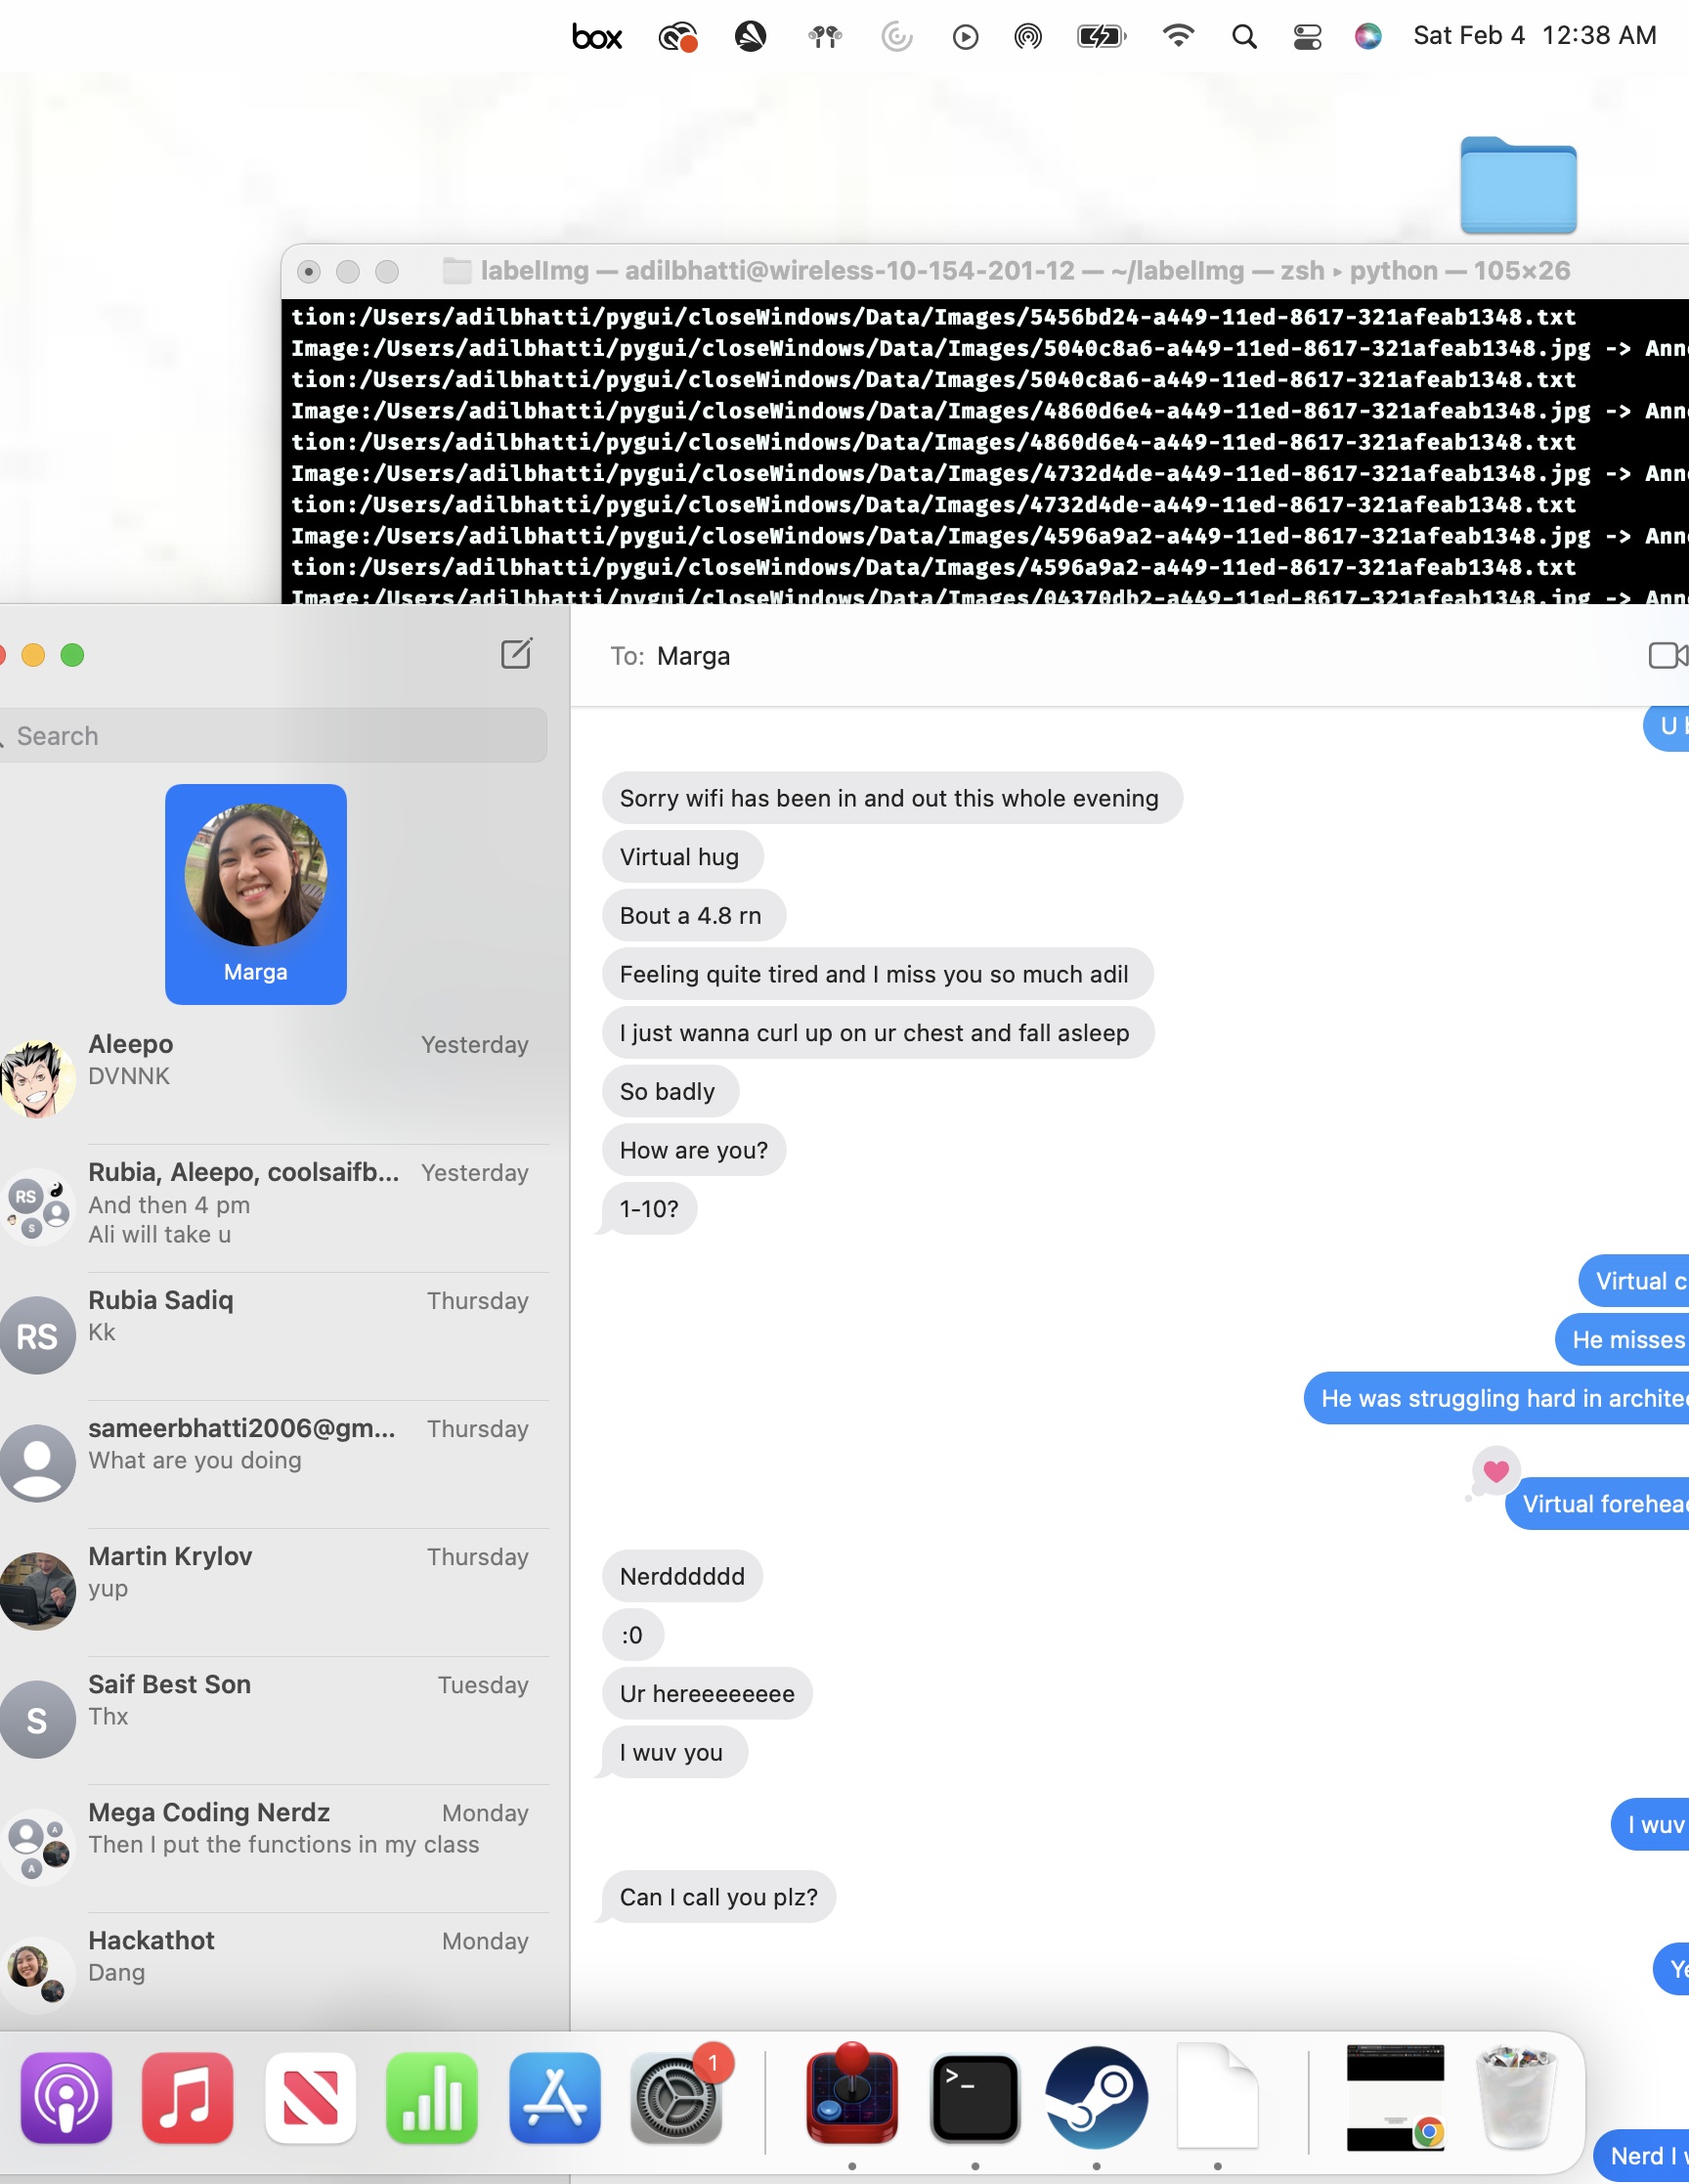 box
Sat Feb 4 12:38 AM
labelImg — adilbhatti@wireless-10-154-201-12 — ~/labelImg — zsh ▸ python — 105×26
tion:/Users/adilbhatti/pygui/closeWindows/Data/Images/5456bd24-a449-11ed-8617-321afeab1348.txt
Image:/Users/adilbhatti/pygui/closeWindows/Data/Images/5040c8a6-a449-11ed-8617-321afeab1348.jpg -> Ann
tion:/Users/adilbhatti/pygui/closeWindows/Data/Images/5040c8a6-a449-11ed-8617-321afeab1348.txt
Image:/Users/adilbhatti/pygui/closeWindows/Data/Images/4860d6e4-a449-11ed-8617-321afeab1348.jpg -> Ann
tion:/Users/adilbhatti/pygui/closeWindows/Data/Images/4860d6e4-a449-11ed-8617-321afeab1348.txt
Image:/Users/adilbhatti/pygui/closeWindows/Data/Images/4732d4de-a449-11ed-8617-321afeab1348.jpg -> Ann
tion:/Users/adilbhatti/pygui/closeWindows/Data/Images/4732d4de-a449-11ed-8617-321afeab1348.txt
Image:/Users/adilbhatti/pygui/closeWindows/Data/Images/4596a9a2-a449-11ed-8617-321afeab1348.jpg -> Ann
tion:/Users/adilbhatti/pygui/closeWindows/Data/Images/4596a9a2-a449-11ed-8617-321afeab1348.txt
Image:/Users/adilbhatti/pygui/closeWindows/Data/Images/04370db2-a449-11ed-8617-321afeab1348.jpg -> Ann
Search
Marga
Aleepo
Yesterday
DVNNK
Rubia, Aleepo, coolsaifb...
Yesterday
RS
S
And then 4 pm
Ali will take u
Rubia Sadiq
Thursday
RS
Kk
sameerbhatti2006@gm...
Thursday
What are you doing
Martin Krylov
Thursday
yup
Saif Best Son
Tuesday
S
Thx
Mega Coding Nerdz
Monday
A
A
Then I put the functions in my class
Hackathot
Monday
Dang
To: Marga
U
Sorry wifi has been in and out this whole evening
Virtual hug
Bout a 4.8 rn
Feeling quite tired and I miss you so much adil
I just wanna curl up on ur chest and fall asleep
So badly
How are you?
1-10?
Virtual c
He misses
He was struggling hard in archite
Virtual forehea
Nerdddddd
:0
Ur hereeeeeeee
I wuv you
I wuv
Can I call you plz?
Ye
Nerd I
1
>_